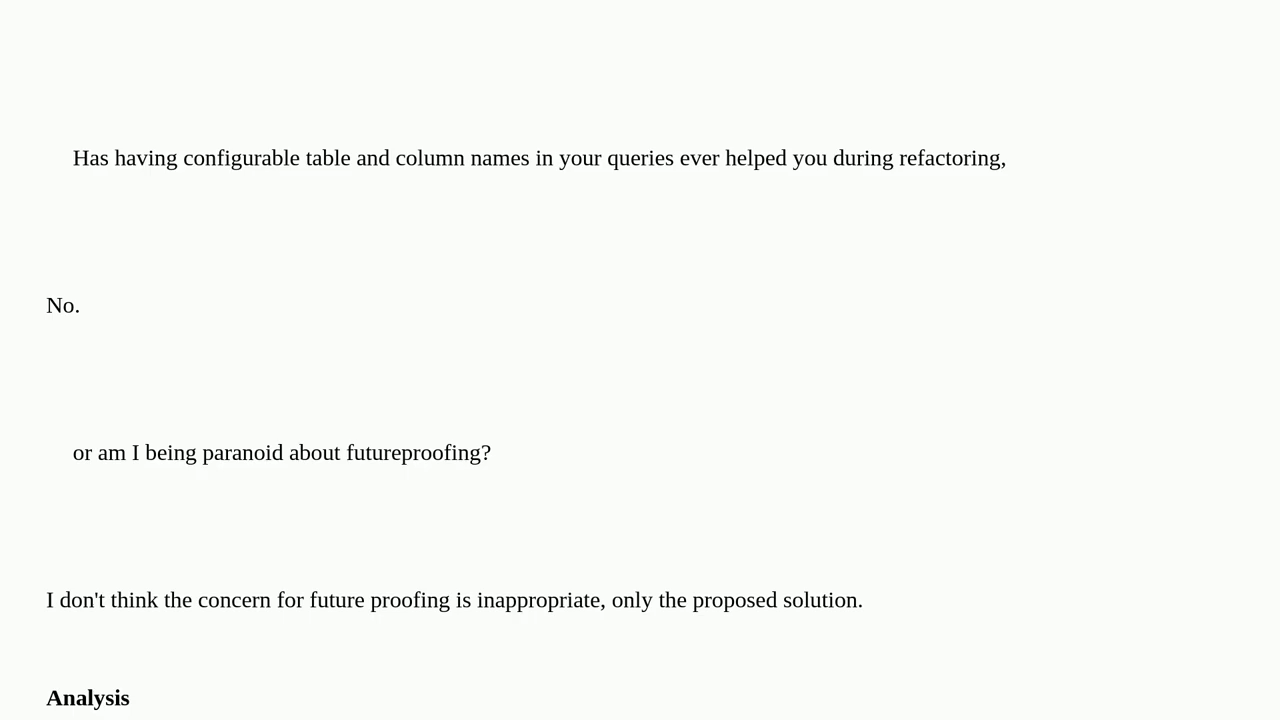 Has having configurable table and column names in your queries ever helped you during refactoring,
No.
or am I being paranoid about futureproofing?
I don't think the concern for future proofing is inappropriate, only the proposed solution.
Analysis